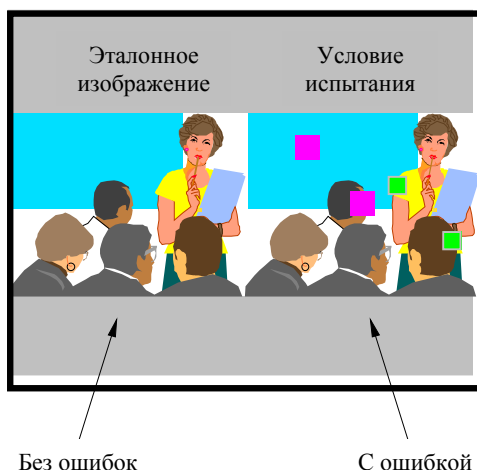 Эталонное
изображение
Условие
испытания
Без ошибок
С ошибкой